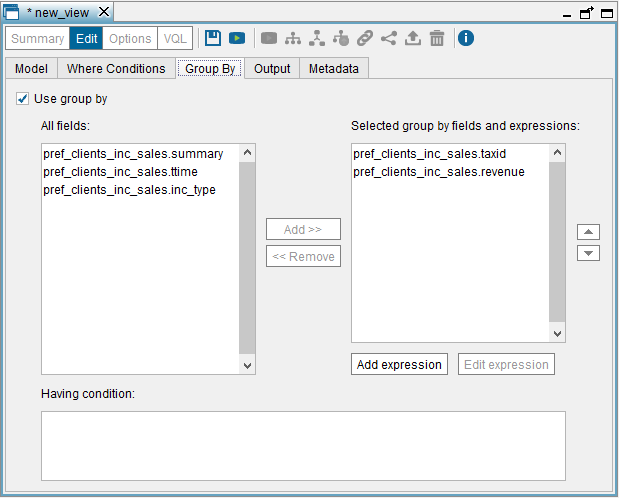 * new_view
Summary Edit Options VQL
Model Where Conditions Group By Output Metadata
Use group by
All fields:
pref_clients_inc_sales.summary
pref_clients_inc_sales.ttime
pref_clients_inc_sales.inc_type
Add >>
<< Remove
Selected group by fields and expressions:
pref_clients_inc_sales.taxid
pref_clients_inc_sales.revenue
Add expression Edit expression
Having condition: